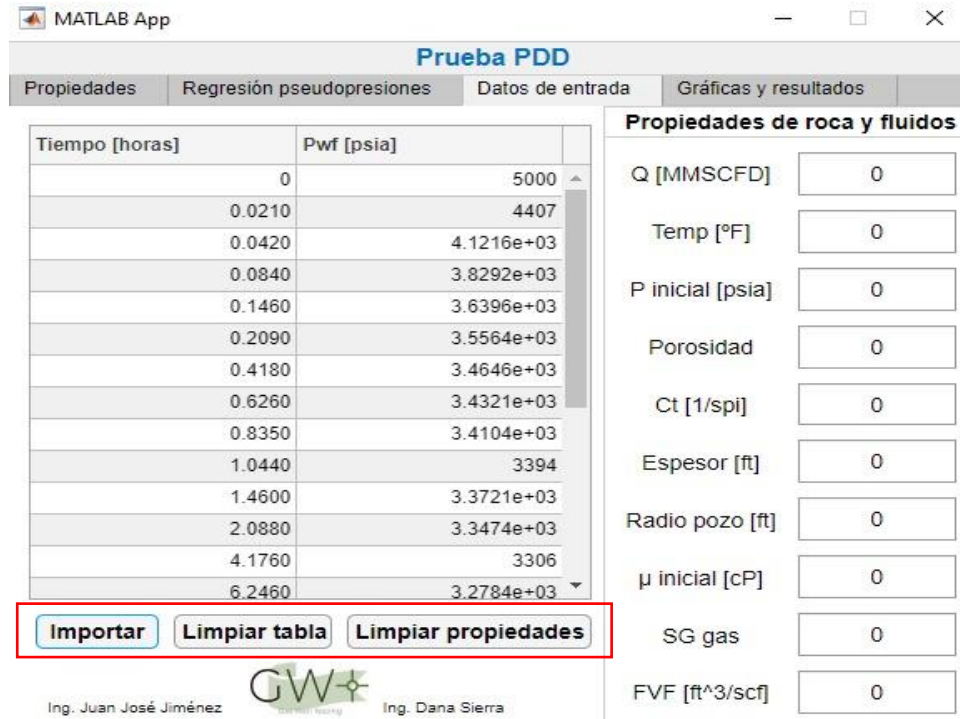 MATLAB App
Prueba PDD
Propiedades Regresión pseudopresiones Datos de entrada Gráficas y resultados
Tiempo [horas] Pwf [psia]
0 5000
0.0210 4407
0.0420 4.1216e+03
0.0840 3.8292e+03
0.1460 3.6396e+03
0.2090 3.5564e+03
0.4180 3.4646e+03
0.6260 3.4321e+03
0.8350 3.4104e+03
1.0440 3394
1.4600 3.3721e+03
2.0880 3.3474e+03
4.1760 3306
6.2460 3.2784e+03
Importar Limpiar tabla Limpiar propiedades
GW
Ing. Juan José Jiménez Ing. Dana Sierra
Propiedades de roca y fluidos
Q [MMSCFD] 0
Temp [ºF] 0
P inicial [psia] 0
Porosidad 0
Ct [1/spi] 0
Espesor [ft] 0
Radio pozo [ft] 0
µ inicial [cP] 0
SG gas 0
FVF [ft^3/scf] 0